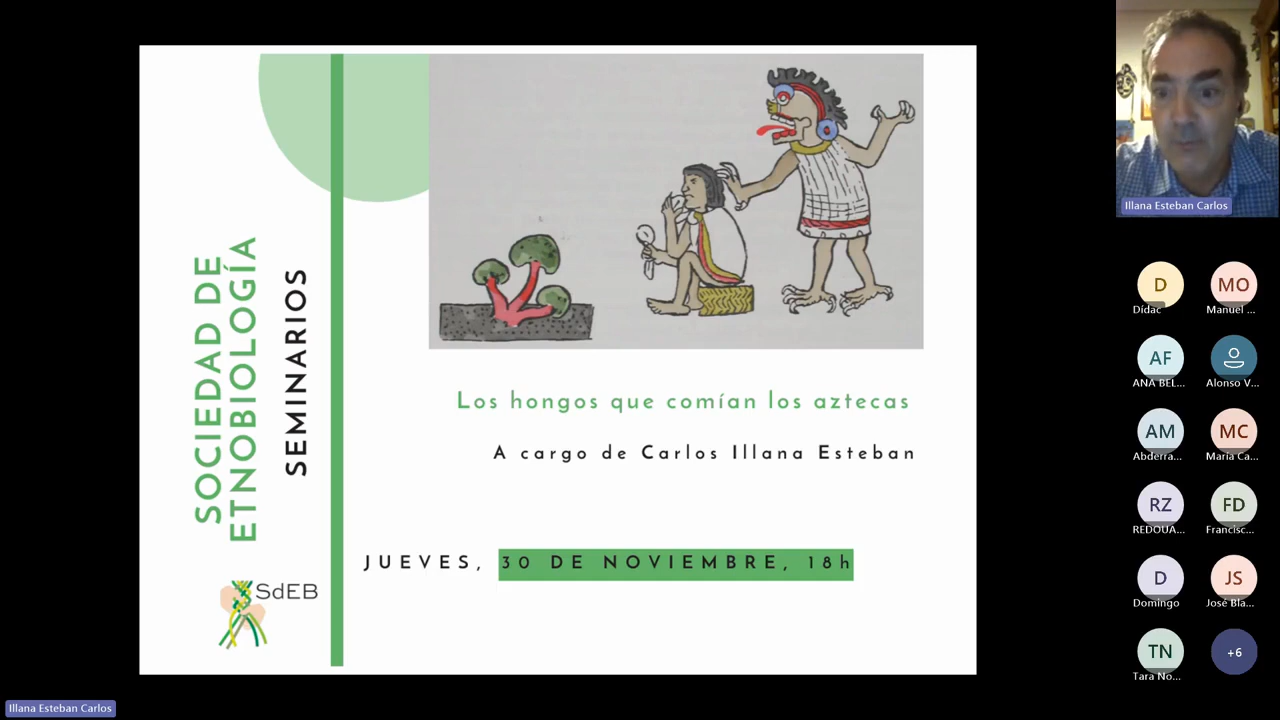 SOCIEDAD DE
ETNOBIOLOGÍA
SEMINARIOS
SdEB
Los hongos que comían los aztecas
A cargo de Carlos Illana Esteban
JUEVES, 30 DE NOVIEMBRE, 18h
Illana Esteban Carlos
D
Dídac
MO
Manuel ...
AF
ANA BEL...
Alonso V...
AM
Abderra...
MC
María Ca...
RZ
REDOUA...
FD
Francisc...
D
Domingo
JS
José Bla...
TN
Tara No...
+6
Illana Esteban Carlos